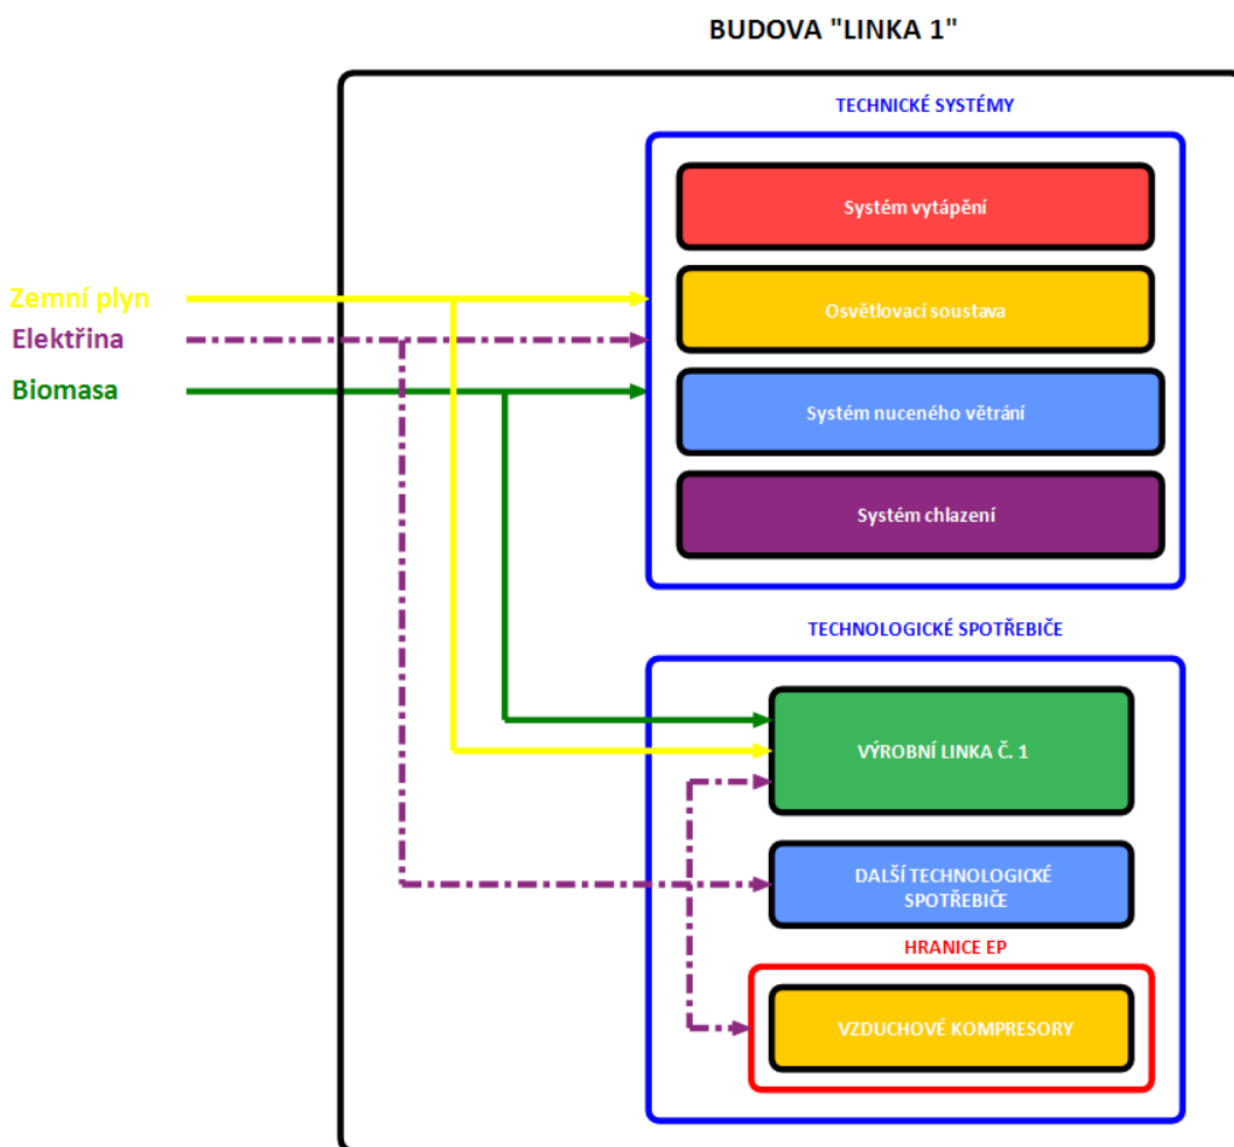 BUDOVA "LINKA 1"
TECHNICKÉ SYSTÉMY
Systém vytápění
Zemní plyn
Osvětlovací soustava
Elektřina
Biomasa
Systém nuceného větrání
Systém chlazení
TECHNOLOGICKÉ SPOTŘEBIČE
VÝROBNÍ LINKA Č. 1
DALŠÍ TECHNOLOGICKÉ
SPOTŘEBIČE
HRANICE EP
VZDUCHOVÉ KOMPRESORY